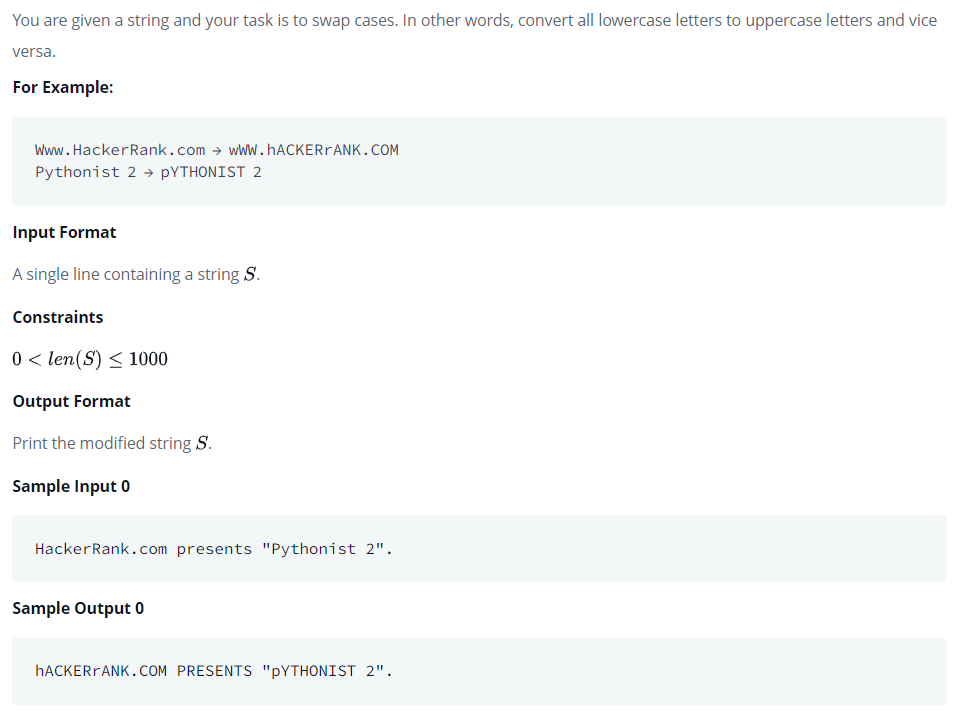 You are given a string and your task is to swap cases. In other words, convert all lowercase letters to uppercase letters and vice
versa.
For Example:
Www.HackerRank.com → wWW.hACKERrANK.COM
Pythonist 2 → pYTHONIST 2
Input Format
A single line containing a string S.
Constraints
0 < len(S) ≤ 1000
Output Format
Print the modified string S.
Sample Input 0
HackerRank.com presents "Pythonist 2".
Sample Output 0
hACKERrANK.COM PRESENTS "pYTHONIST 2".